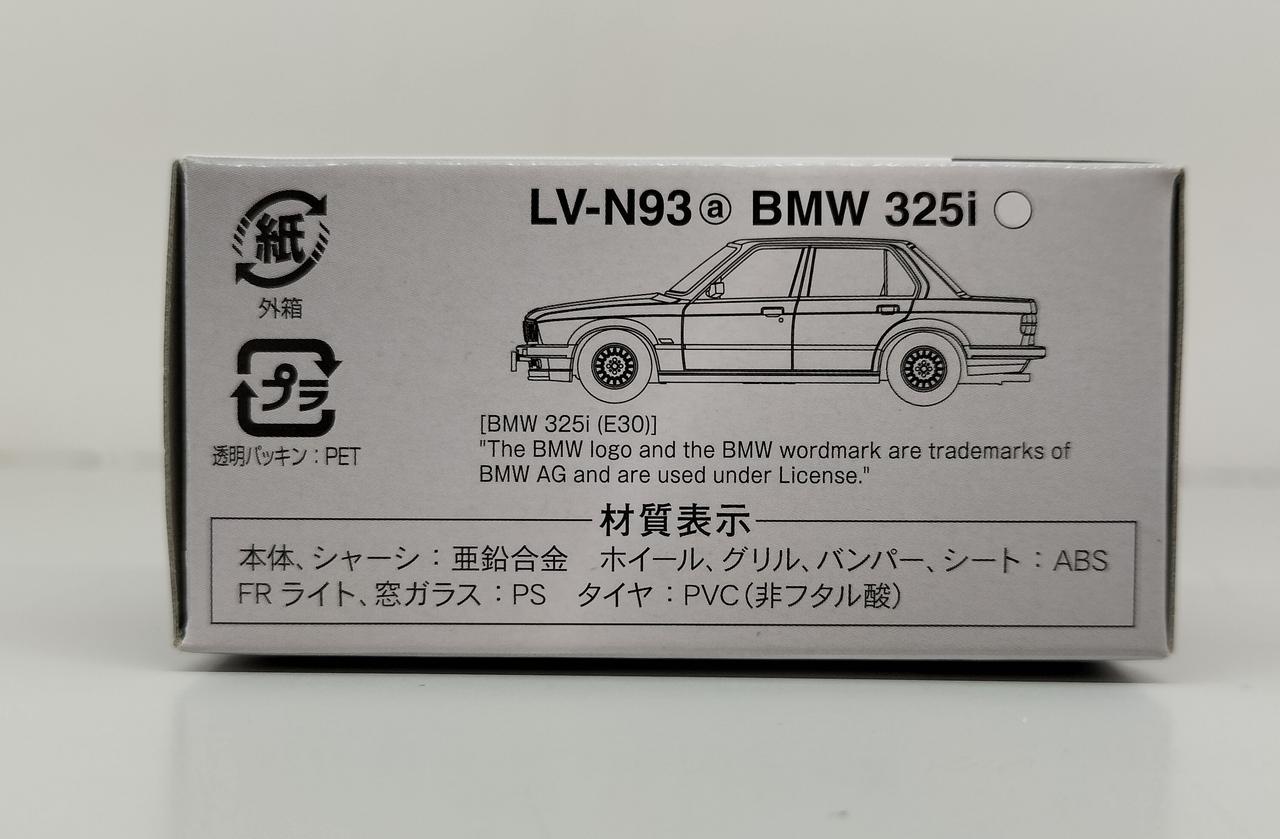 LV-N93ⓐ BMW 325i
紙
外箱
プラ
透明パッキン：PET
[BMW 325i (E30)]
"The BMW logo and the BMW wordmark are trademarks of
BMW AG and are used under License."
材質表示
本体、シャーシ：亜鉛合金　ホイール、グリル、バンパー、シート：ABS
FRライト、窓ガラス：PS　タイヤ：PVC（非フタル酸）